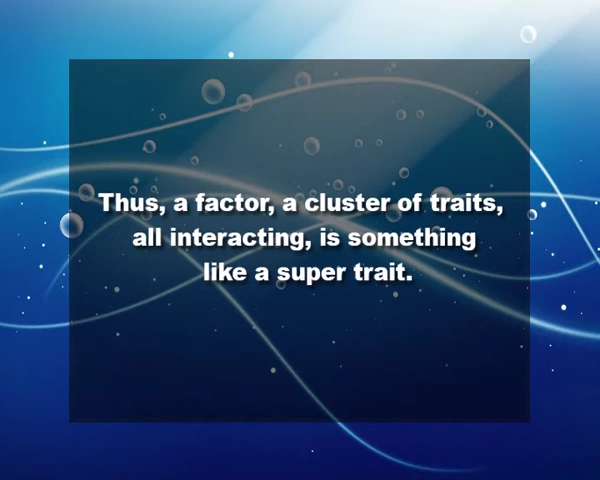 Thus, a factor, a cluster of traits,
all interacting, is something
like a super trait.